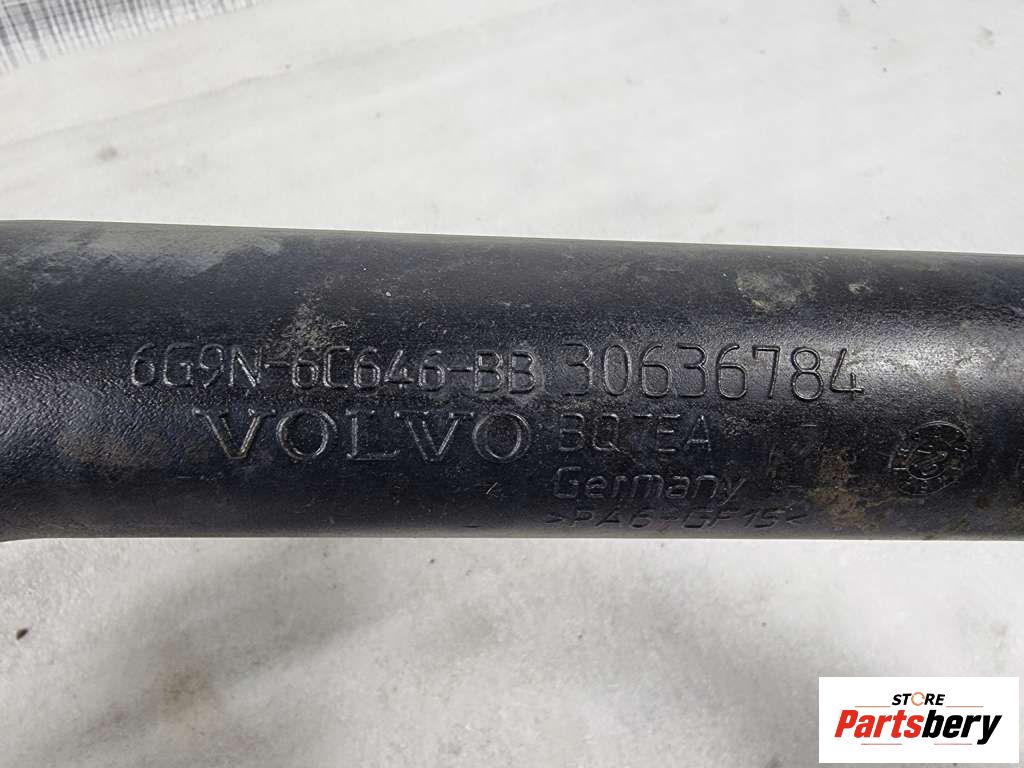 6G9N-6C646-BB 30636784
VOLVO BQ7EA
Germany
>PA6-GF15<
STORE
Partsbery